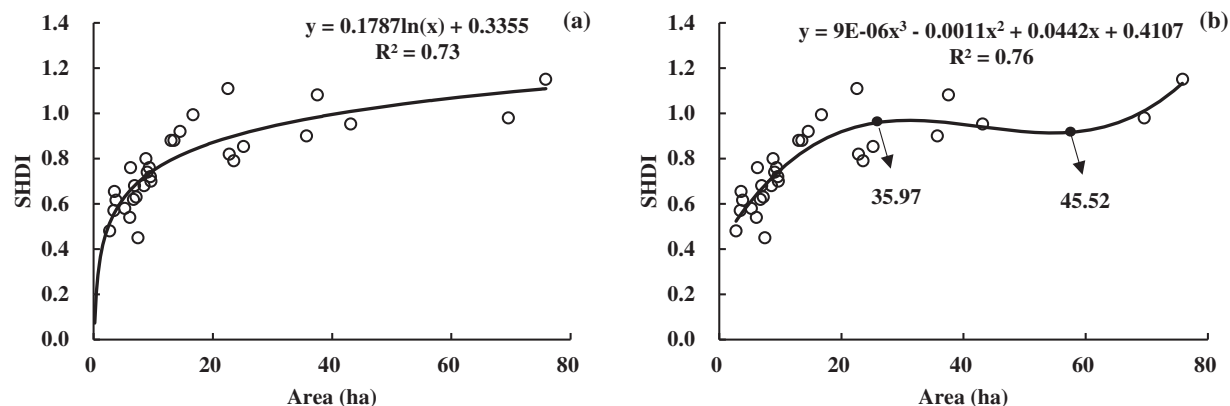 (a)
y = 0.1787ln(x) + 0.3355
R² = 0.73
1.4
1.2
1.0
0.8
0.6
0.4
0.2
0.0
SHDI
0 20 40 60 80
Area (ha)
(b)
y = 9E-06x³ - 0.0011x² + 0.0442x + 0.4107
R² = 0.76
1.4
1.2
1.0
0.8
0.6
0.4
0.2
0.0
SHDI
35.97
45.52
0 20 40 60 80
Area (ha)